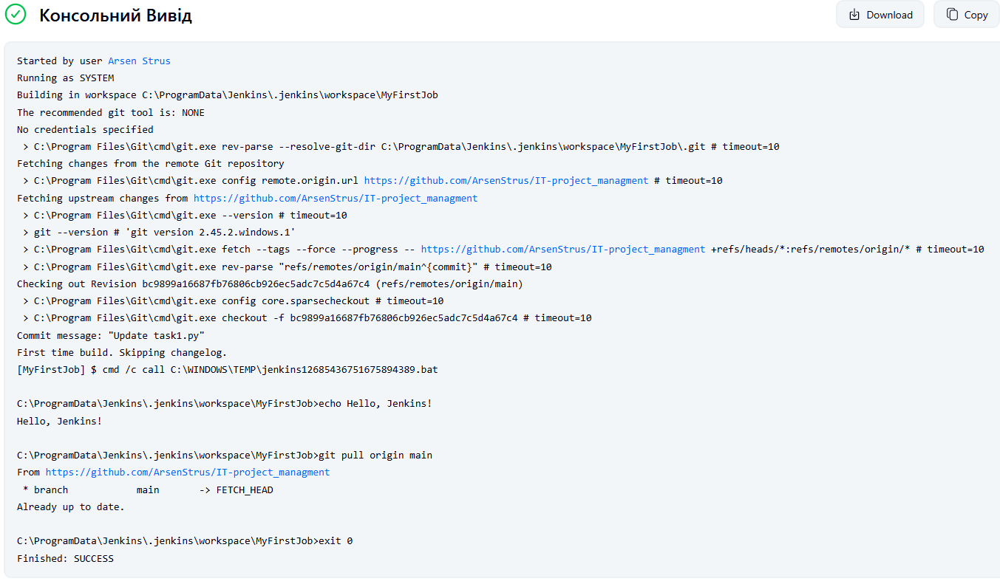 Консольний Вивід
Download
Copy
Started by user Arsen Strus
Running as SYSTEM
Building in workspace C:\ProgramData\Jenkins\.jenkins\workspace\MyFirstJob
The recommended git tool is: NONE
No credentials specified
 > C:\Program Files\Git\cmd\git.exe rev-parse --resolve-git-dir C:\ProgramData\Jenkins\.jenkins\workspace\MyFirstJob\.git # timeout=10
Fetching changes from the remote Git repository
 > C:\Program Files\Git\cmd\git.exe config remote.origin.url https://github.com/ArsenStrus/IT-project_managment # timeout=10
Fetching upstream changes from https://github.com/ArsenStrus/IT-project_managment
 > C:\Program Files\Git\cmd\git.exe --version # timeout=10
 > git --version # 'git version 2.45.2.windows.1'
 > C:\Program Files\Git\cmd\git.exe fetch --tags --force --progress -- https://github.com/ArsenStrus/IT-project_managment +refs/heads/*:refs/remotes/origin/* # timeout=10
 > C:\Program Files\Git\cmd\git.exe rev-parse "refs/remotes/origin/main^{commit}" # timeout=10
Checking out Revision bc9899a16687fb76806cb926ec5adc7c5d4a67c4 (refs/remotes/origin/main)
 > C:\Program Files\Git\cmd\git.exe config core.sparsecheckout # timeout=10
 > C:\Program Files\Git\cmd\git.exe checkout -f bc9899a16687fb76806cb926ec5adc7c5d4a67c4 # timeout=10
Commit message: "Update task1.py"
First time build. Skipping changelog.
[MyFirstJob] $ cmd /c call C:\WINDOWS\TEMP\jenkins12685436751675894389.bat

C:\ProgramData\Jenkins\.jenkins\workspace\MyFirstJob>echo Hello, Jenkins!
Hello, Jenkins!

C:\ProgramData\Jenkins\.jenkins\workspace\MyFirstJob>git pull origin main
From https://github.com/ArsenStrus/IT-project_managment
 * branch            main       -> FETCH_HEAD
Already up to date.

C:\ProgramData\Jenkins\.jenkins\workspace\MyFirstJob>exit 0
Finished: SUCCESS